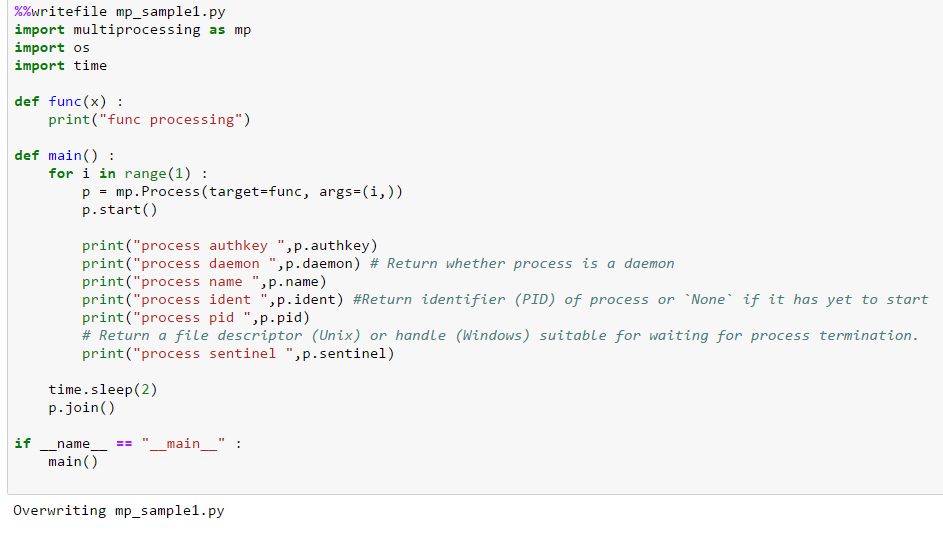 %%writefile mp_sample1.py
import multiprocessing as mp
import os
import time
def func(x) :
    print("func processing")
def main() :
    for i in range(1) :
        p = mp.Process(target=func, args=(i,))
        p.start()
        print("process authkey ",p.authkey)
        print("process daemon ",p.daemon) # Return whether process is a daemon
        print("process name ",p.name)
        print("process ident ",p.ident) #Return identifier (PID) of process or `None` if it has yet to start
        print("process pid ",p.pid)
        # Return a file descriptor (Unix) or handle (Windows) suitable for waiting for process termination.
        print("process sentinel ",p.sentinel)
    time.sleep(2)
    p.join()
if __name__ == "__main__" :
    main()
Overwriting mp_sample1.py